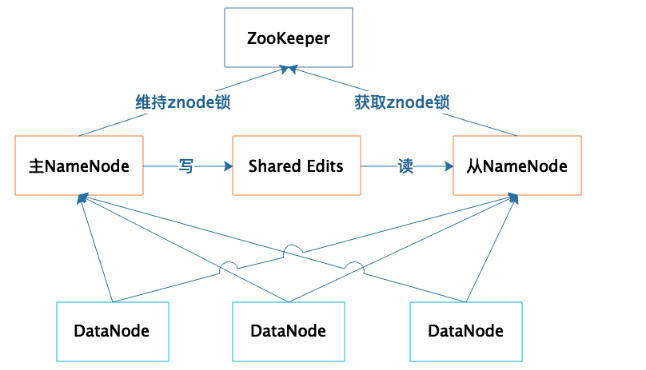 ZooKeeper
维持znode锁
获取znode锁
主NameNode
写
Shared Edits
读
从NameNode
DataNode
DataNode
DataNode